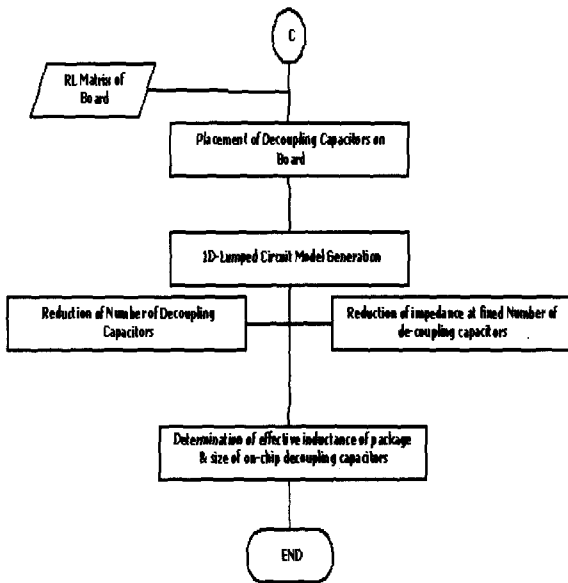 C
RL Matrix of
Board
Placement of Decoupling Capacitors on
Board
1D-Lumped Circuit Model Generation
Reduction of Number of Decoupling
Capacitors
Reduction of impedance at fixed Number of
de-coupling capacitors
Determination of effective inductance of package
& size of on-chip decoupling capacitors
END